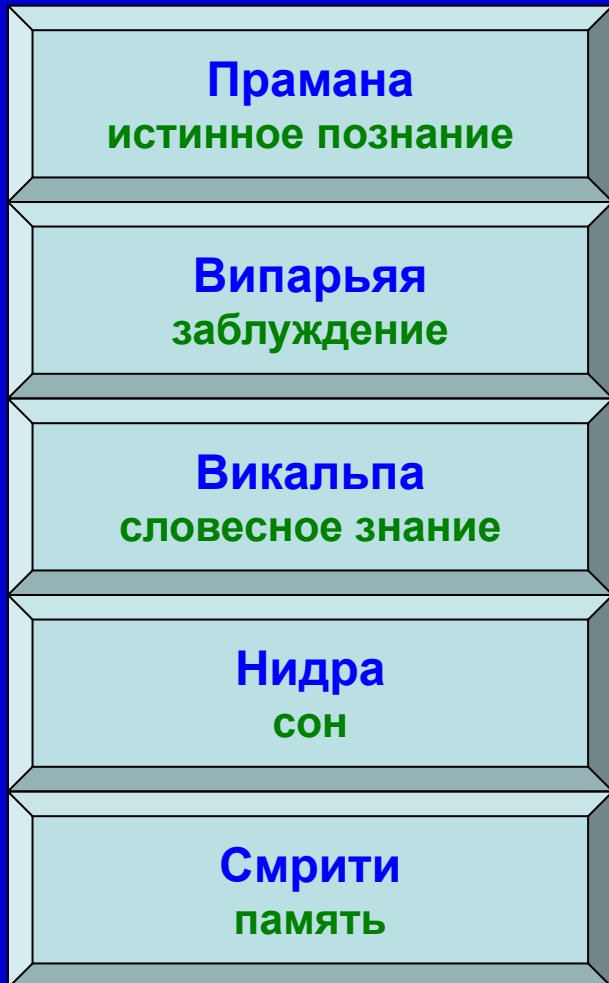 Прамана
истинное познание
Випарьяя
заблуждение
Викальпа
словесное знание
Нидра
сон
Смрити
память